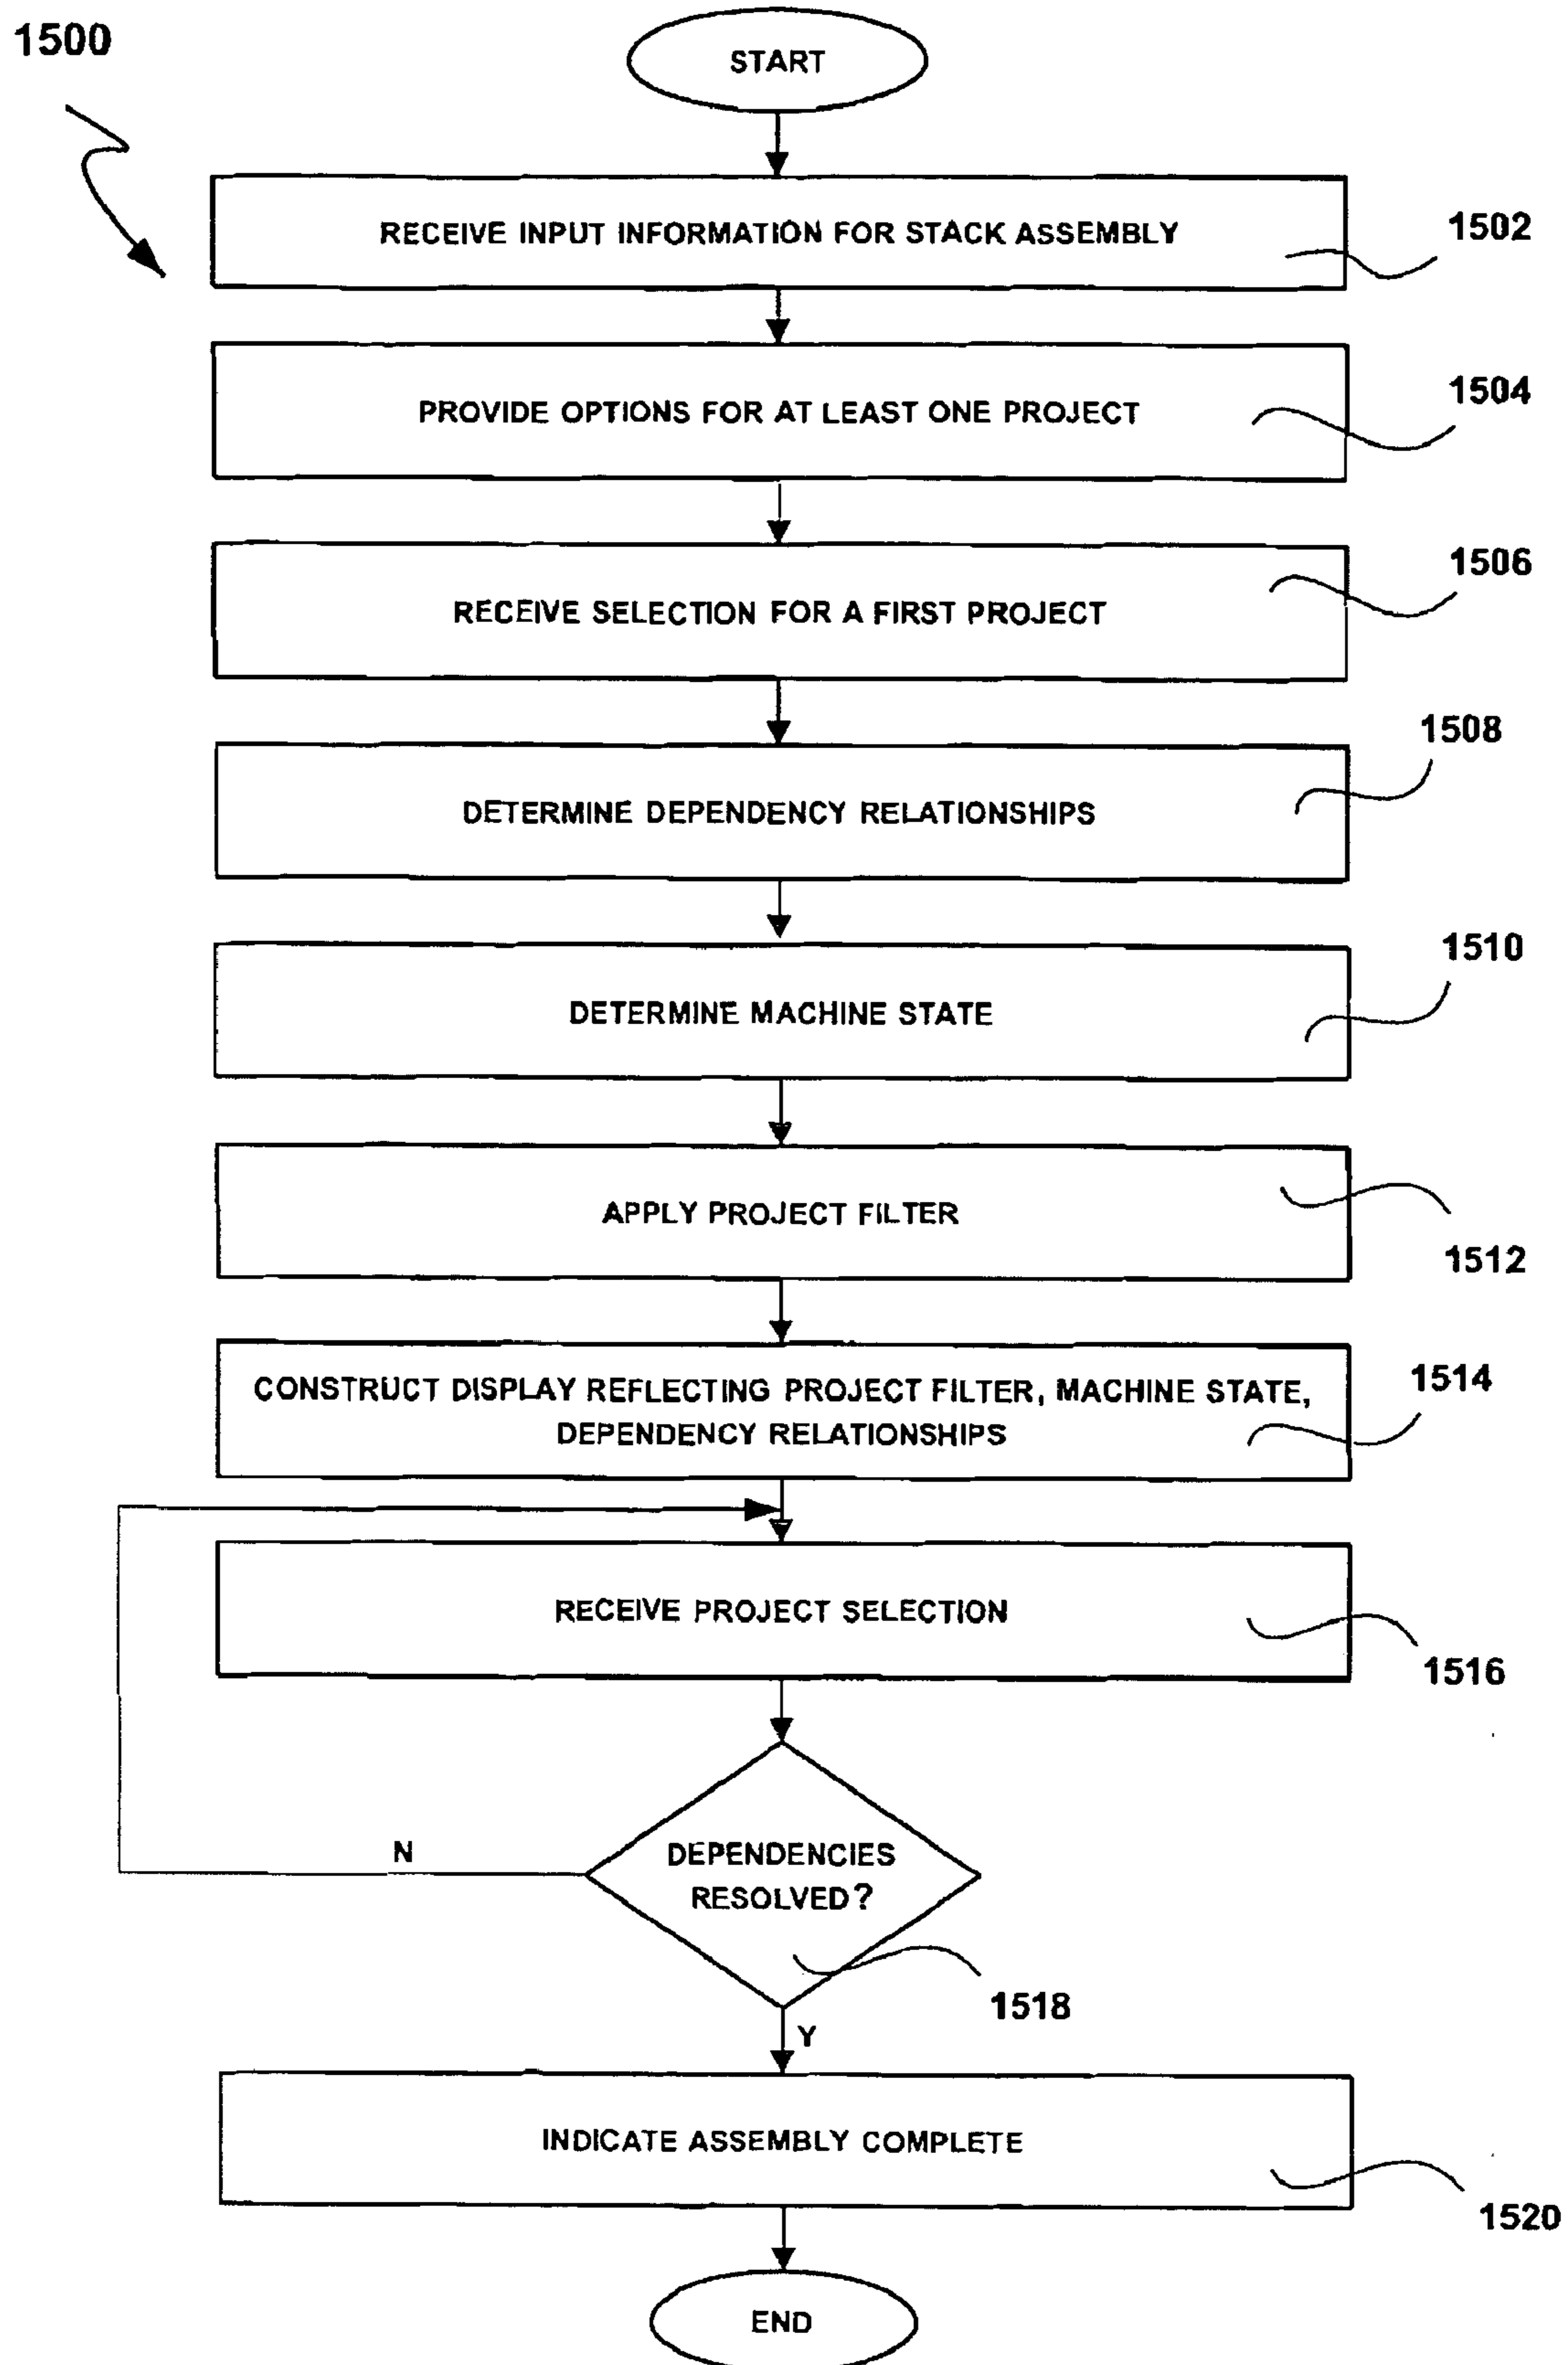 1500
START
RECEIVE INPUT INFORMATION FOR STACK ASSEMBLY
1502
PROVIDE OPTIONS FOR AT LEAST ONE PROJECT
1504
RECEIVE SELECTION FOR A FIRST PROJECT
1506
DETERMINE DEPENDENCY RELATIONSHIPS
1508
DETERMINE MACHINE STATE
1510
APPLY PROJECT FILTER
1512
CONSTRUCT DISPLAY REFLECTING PROJECT FILTER, MACHINE STATE,
DEPENDENCY RELATIONSHIPS
1514
RECEIVE PROJECT SELECTION
1516
N
DEPENDENCIES
RESOLVED?
1518
Y
INDICATE ASSEMBLY COMPLETE
1520
END